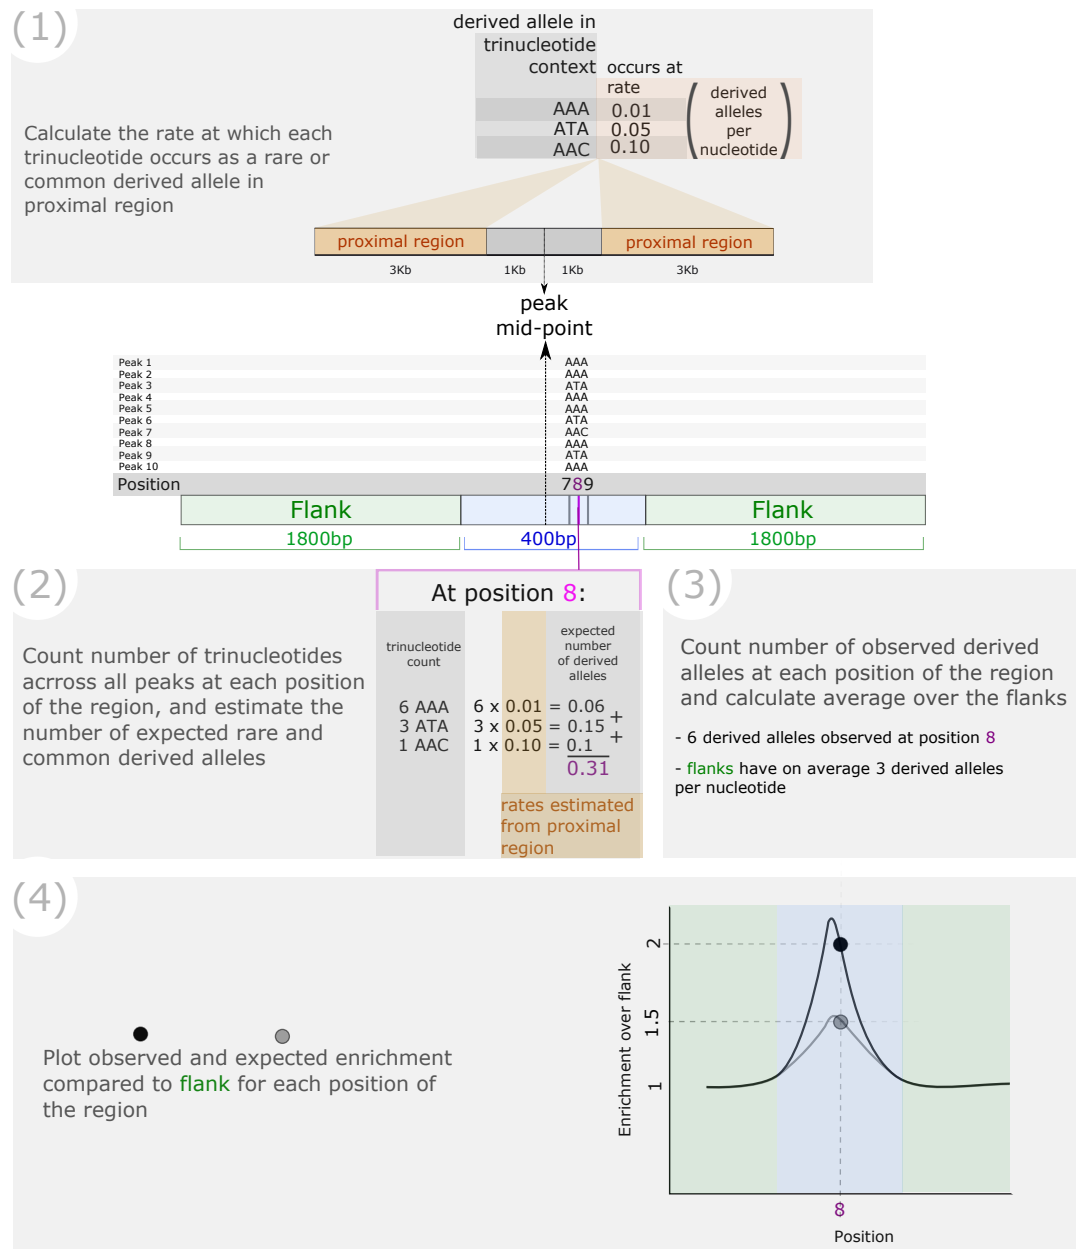 (1)
derived allele in
trinucleotide
context
occurs at
rate
AAA 0.01
ATA 0.05
AAC 0.10
derived
alleles
per
nucleotide
Calculate the rate at which each
trinucleotide occurs as a rare or
common derived allele in
proximal region
proximal region proximal region
3Kb 1Kb 1Kb 3Kb
peak
mid-point
Peak 1 AAA
Peak 2 AAA
Peak 3 ATA
Peak 4 AAA
Peak 5 AAA
Peak 6 ATA
Peak 7 AAC
Peak 8 AAA
Peak 9 ATA
Peak 10 AAA
Position 789
Flank Flank
1800bp 400bp 1800bp
(2)
Count number of trinucleotides
acrross all peaks at each position
of the region, and estimate the
number of expected rare and
common derived alleles
At position 8:
trinucleotide
count
expected
number
of derived
alleles
6 AAA 6 x 0.01 = 0.06
+
3 ATA 3 x 0.05 = 0.15
+
1 AAC 1 x 0.10 = 0.1
0.31
rates estimated
from proximal
region
(3)
Count number of observed derived
alleles at each position of the region
and calculate average over the flanks
- 6 derived alleles observed at position 8
- flanks have on average 3 derived alleles
per nucleotide
(4)
Plot observed and expected enrichment
compared to flank for each position of
the region
Enrichment over flank
2
1.5
1
8
Position